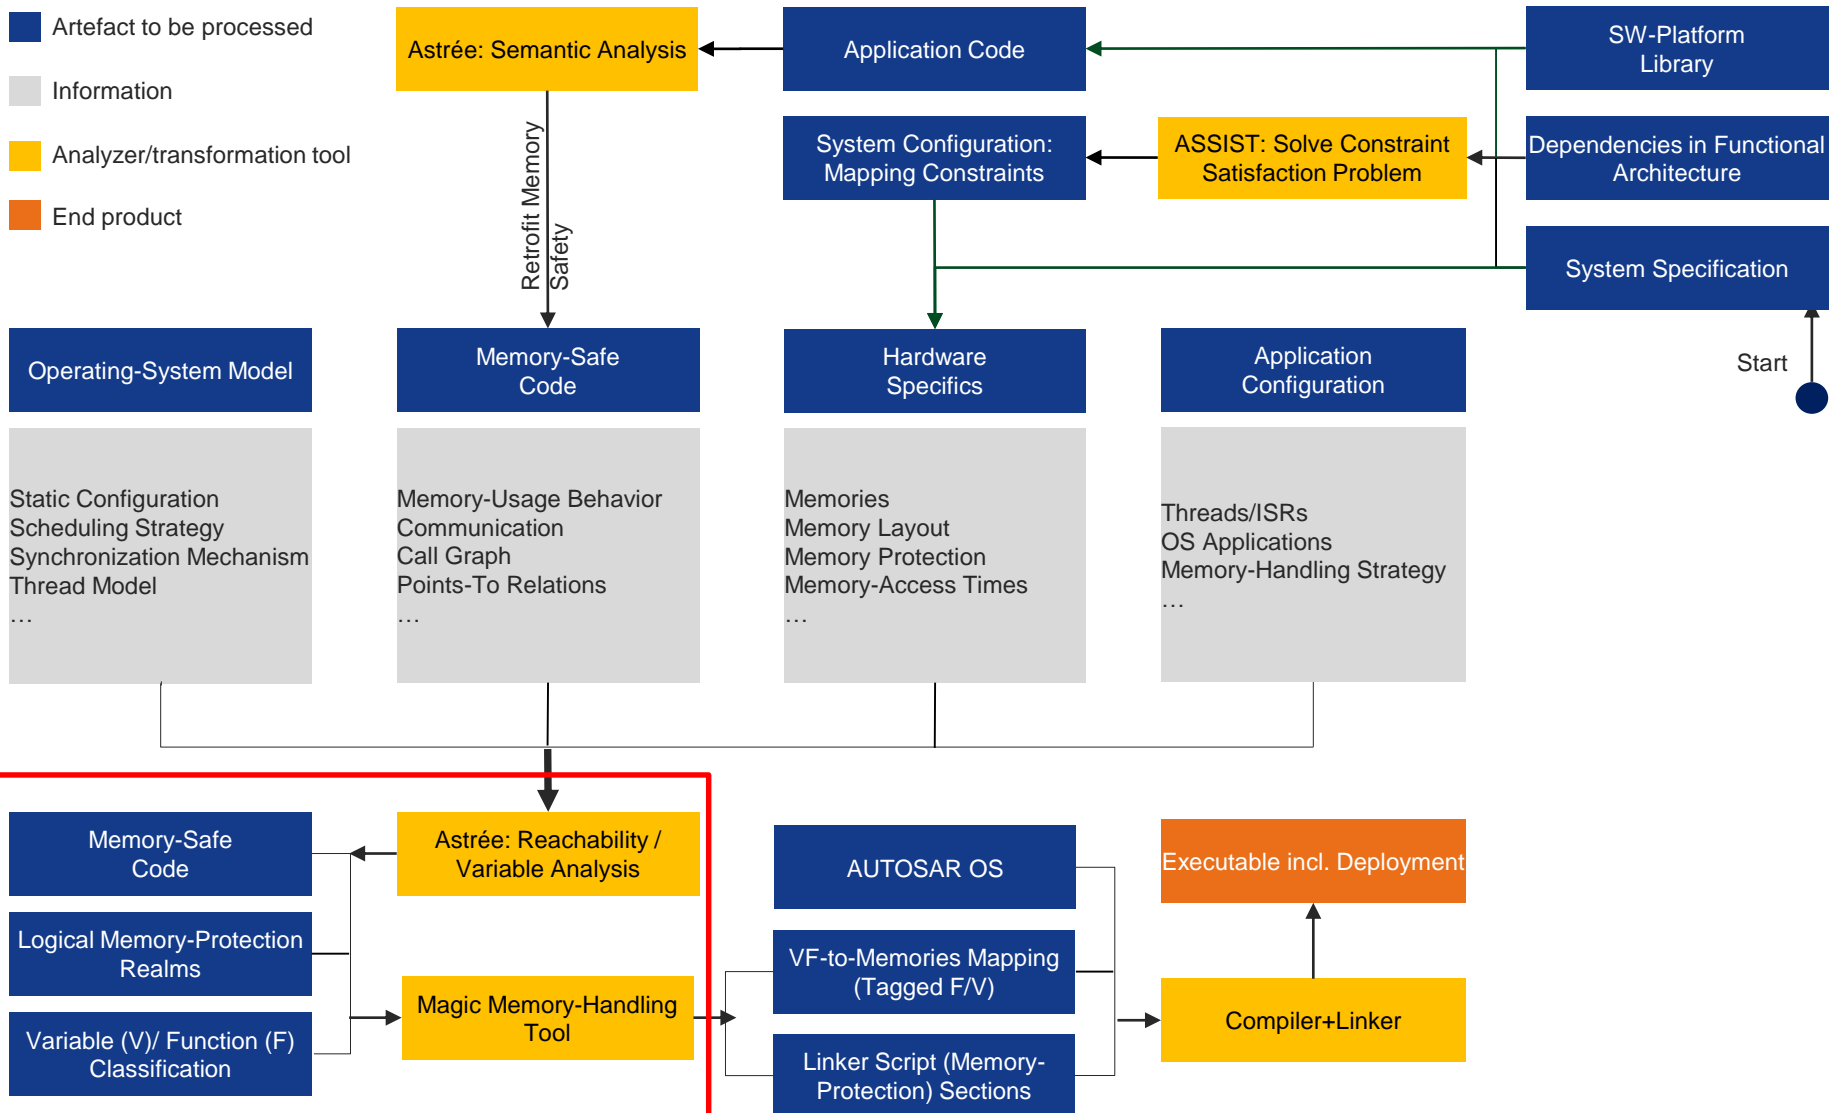 Artefact to be processed
Information
Analyzer/transformation tool
End product
Astrée: Semantic Analysis
Application Code
SW-Platform
Library
System Configuration:
Mapping Constraints
ASSIST: Solve Constraint
Satisfaction Problem
Dependencies in Functional
Architecture
System Specification
Retrofit Memory
Safety
Start
Operating-System Model
Memory-Safe
Code
Hardware
Specifics
Application
Configuration
Static Configuration
Scheduling Strategy
Synchronization Mechanism
Thread Model
…
Memory-Usage Behavior
Communication
Call Graph
Points-To Relations
…
Memories
Memory Layout
Memory Protection
Memory-Access Times
…
Threads/ISRs
OS Applications
Memory-Handling Strategy
…
Memory-Safe
Code
Astrée: Reachability /
Variable Analysis
Logical Memory-Protection
Realms
Magic Memory-Handling
Tool
Variable (V)/ Function (F)
Classification
AUTOSAR OS
VF-to-Memories Mapping
(Tagged F/V)
Linker Script (Memory-
Protection) Sections
Executable incl. Deployment
Compiler+Linker